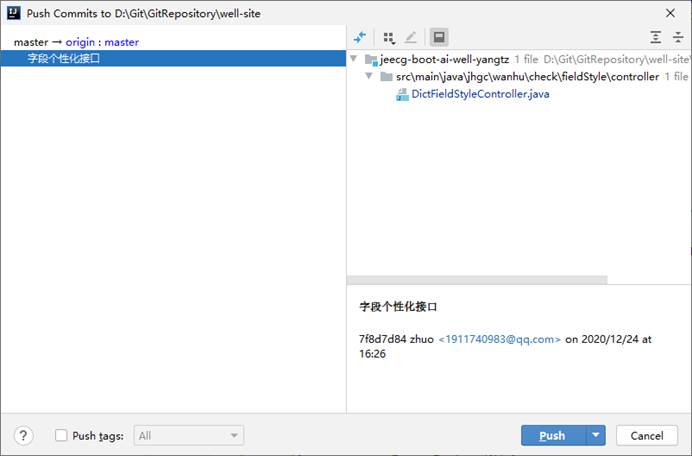 Push Commits to D:\Git\GitRepository\well-site
master → origin : master
字段个性化接口
jeecg-boot-ai-well-yangtz 1 file D:\Git\GitRepository\well-site\
src\main\java\jhgc\wanhu\check\fieldStyle\controller 1 file
DictFieldStyleController.java
字段个性化接口
7f8d7d84 zhuo <1911740983@qq.com> on 2020/12/24 at
16:26
? Push tags: All Push Cancel